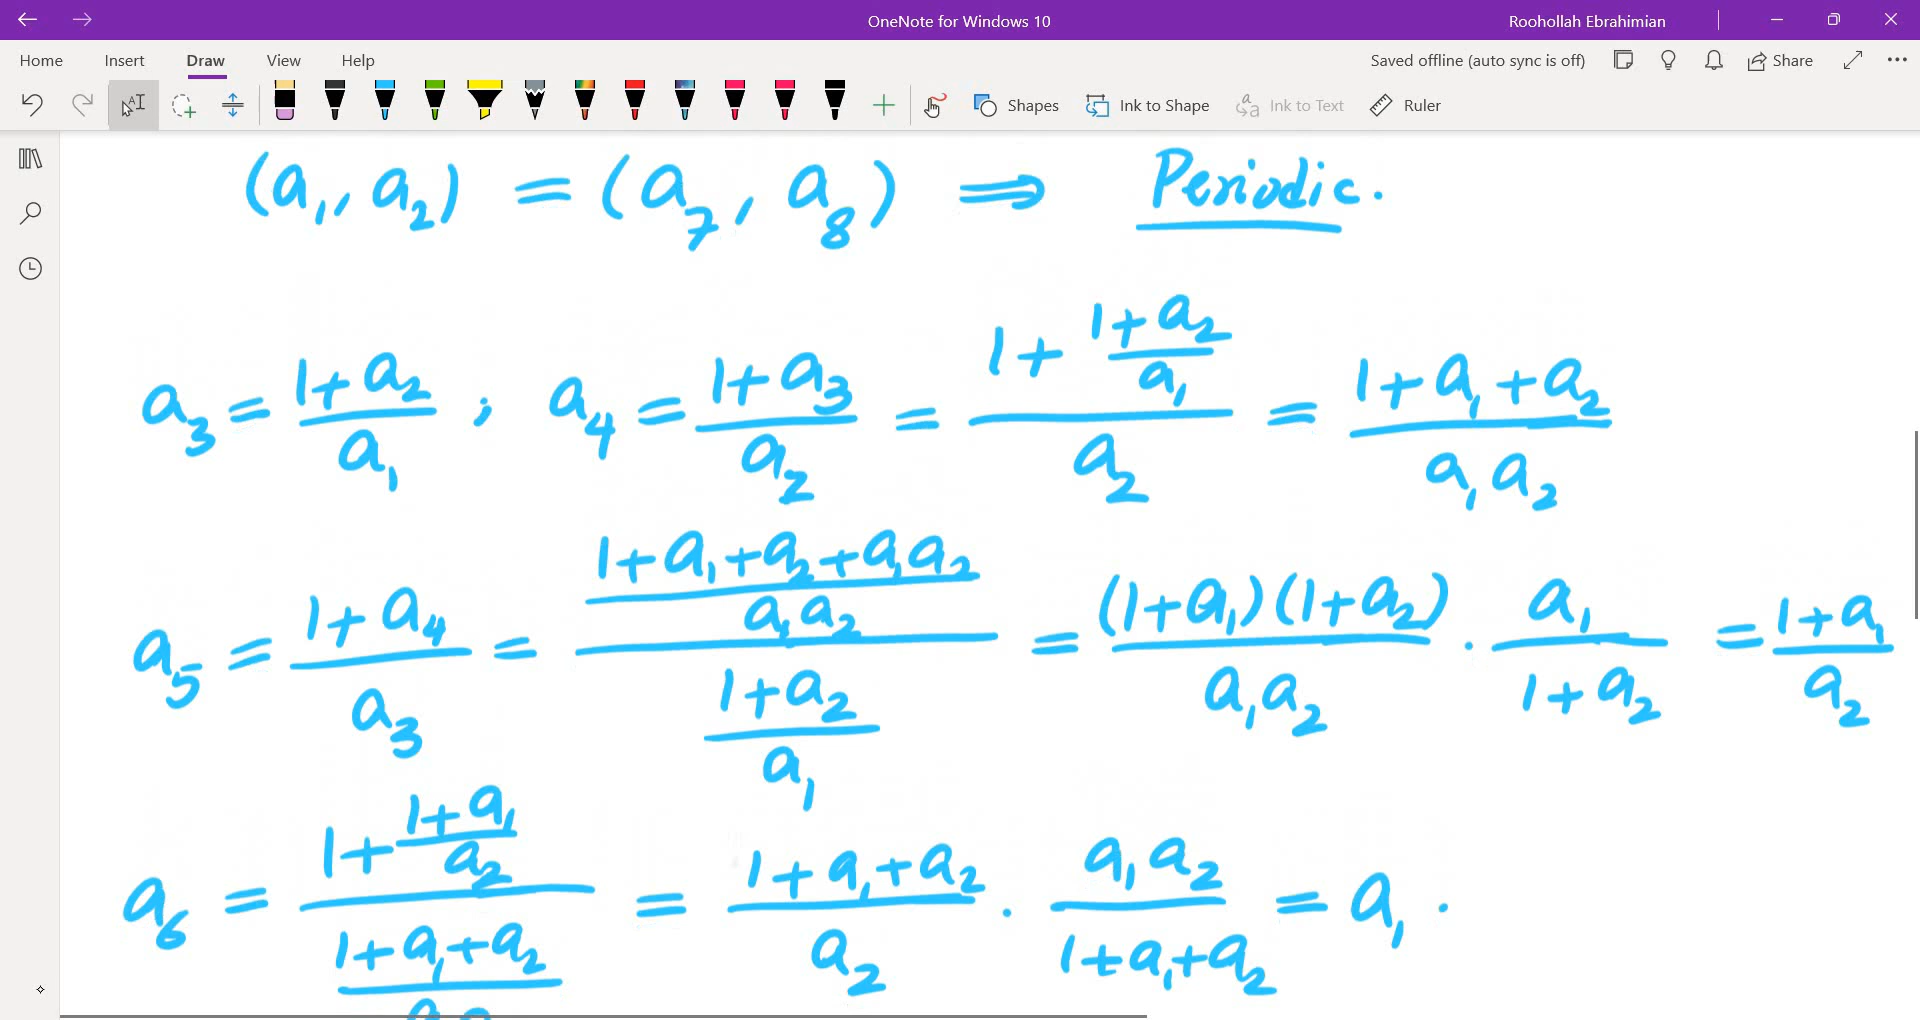 OneNote for Windows 10
Roohollah Ebrahimian
Home Insert Draw View Help
Saved offline (auto sync is off) Share
Shapes Ink to Shape Ink to Text Ruler
(a₁, a₂) = (a₇, a₈) ⟹ Periodic.
a₃ = (1+a₂)/a₁ ; a₄ = (1+a₃)/a₂ = (1+(1+a₂)/a₁)/a₂ = (1+a₁+a₂)/(a₁a₂)
a₅ = (1+a₄)/a₃ = ((1+a₁+a₂+a₁a₂)/(a₁a₂))/((1+a₂)/a₁) = ((1+a₁)(1+a₂))/(a₁a₂) · a₁/(1+a₂) = (1+a₁)/a₂
a₆ = (1+(1+a₁)/a₂)/((1+a₁+a₂)/(a₁a₂)) = (1+a₁+a₂)/a₂ · (a₁a₂)/(1+a₁+a₂) = a₁ .